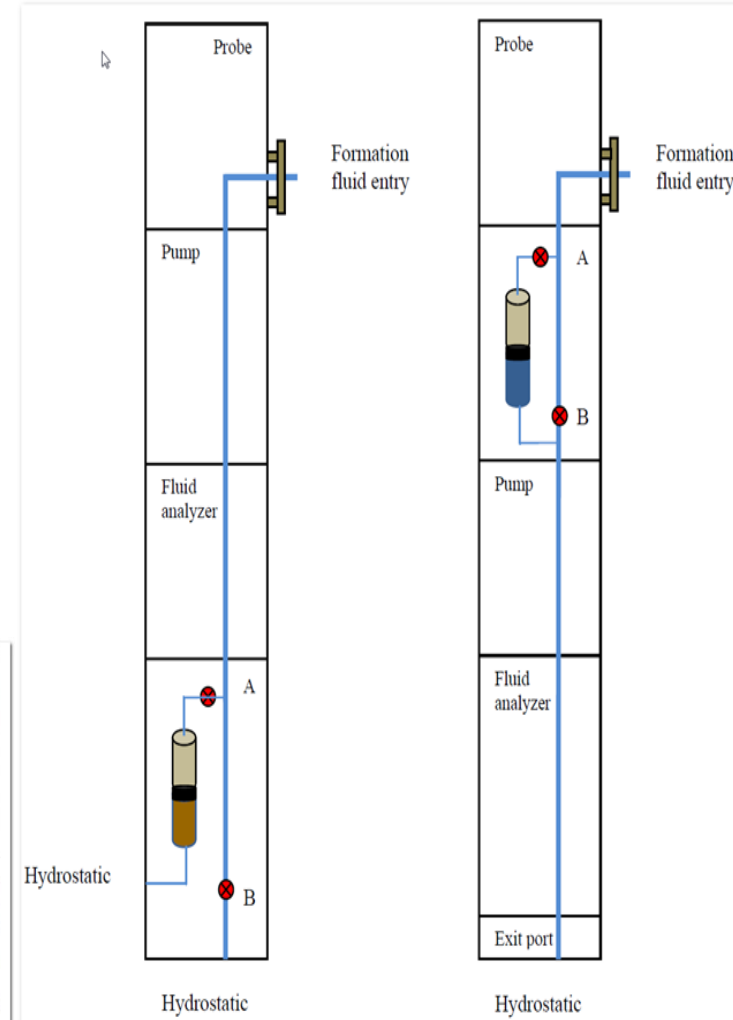 Probe
Formation
fluid entry
Pump
Fluid
analyzer
A
Hydrostatic
B
Hydrostatic
Probe
Formation
fluid entry
A
B
Pump
Fluid
analyzer
Exit port
Hydrostatic